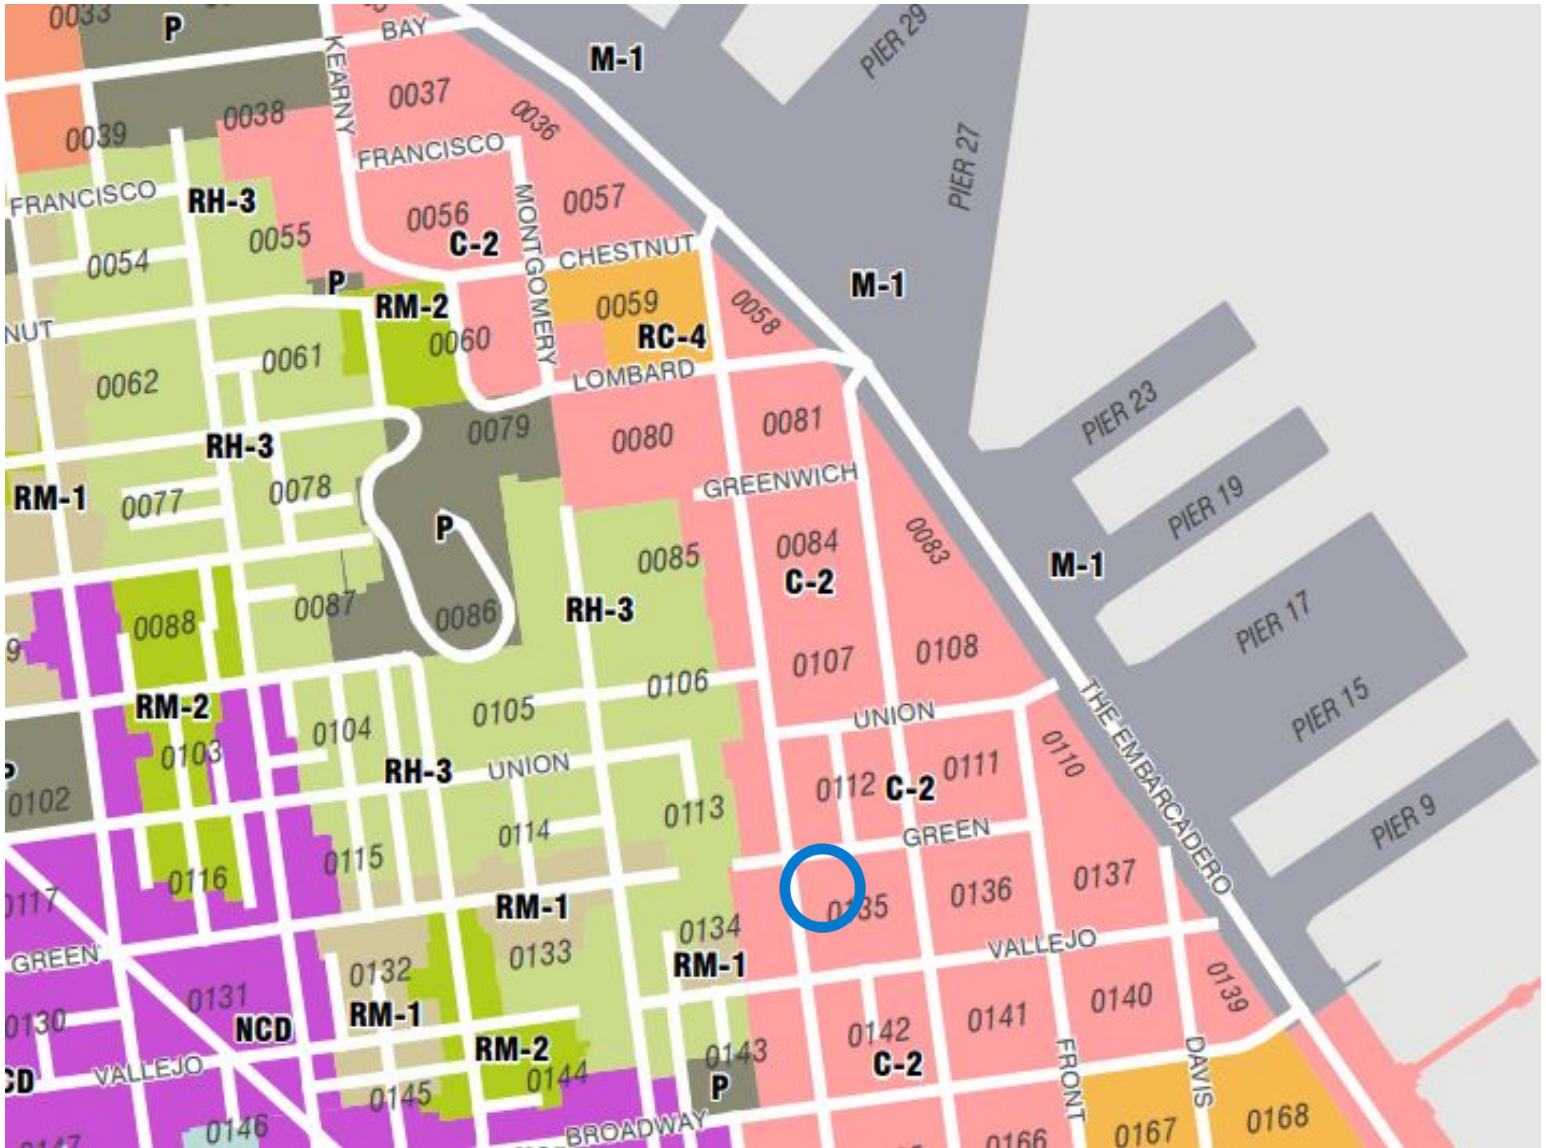 0033
P
BAY
M-1
PIER 29
KEARNY
0037
0036
0038
0039
PIER 27
FRANCISCO
FRANCISCO
RH-3
MONTGOMERY
0057
0056
0055
C-2
CHESTNUT
0054
P
M-1
RM-2
0059
0058
NUT
0060
RC-4
0061
0062
LOMBARD
PIER 23
0079
0081
0080
RH-3
GREENWICH
RM-1
0077
0078
PIER 19
P
0083
0084
0085
C-2
M-1
0087
0086
RH-3
0088
PIER 17
9
0107
0108
0106
RM-2
0105
UNION
PIER 15
0104
THE EMBARCADERO
0103
RH-3
UNION
0110
0111
P
0102
0112
C-2
0113
PIER 9
0114
GREEN
0115
0116
0137
0117
0136
RM-1
0135
0134
GREEN
0133
VALLEJO
0132
RM-1
0139
0131
0140
0130
NCD
RM-1
0141
0142
RM-2
0143
C-2
CD
VALLEJO
0144
P
FRONT
DAVIS
0145
BROADWAY
0146
0147
0166
0167
0168